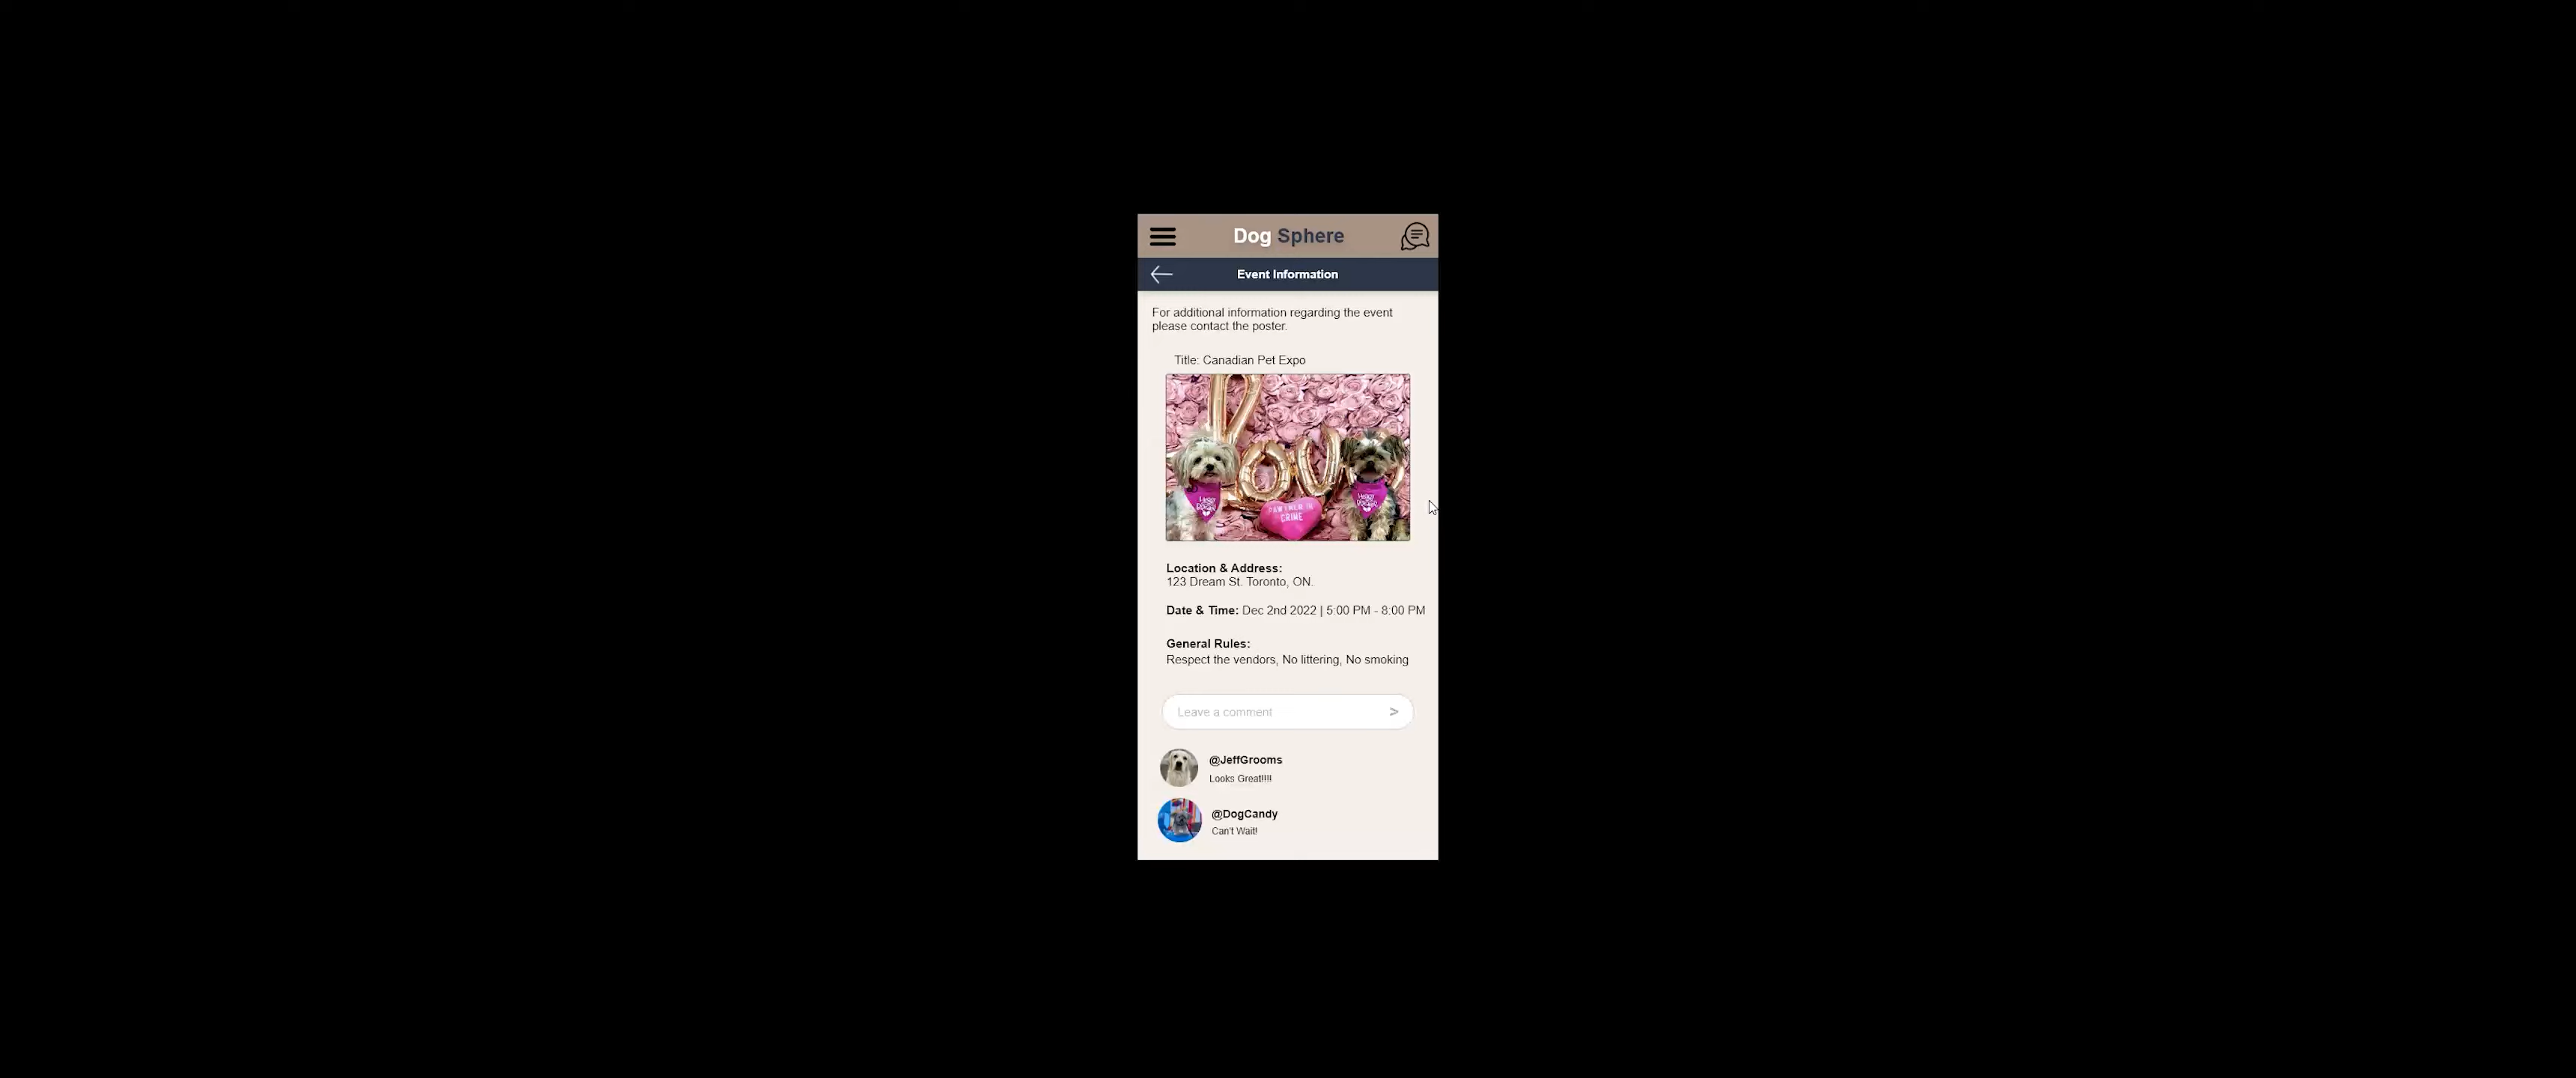 Dog Sphere
Event Information
For additional information regarding the event
please contact the poster.
Title: Canadian Pet Expo
CRIME
Location & Address:
123 Dream St. Toronto, ON.
Date & Time: Dec 2nd 2022 | 5:00 PM - 8:00 PM
General Rules:
Respect the vendors, No littering, No smoking
Leave a comment >
@JeffGrooms
Looks Great!!!!
@DogCandy
Can't Wait!